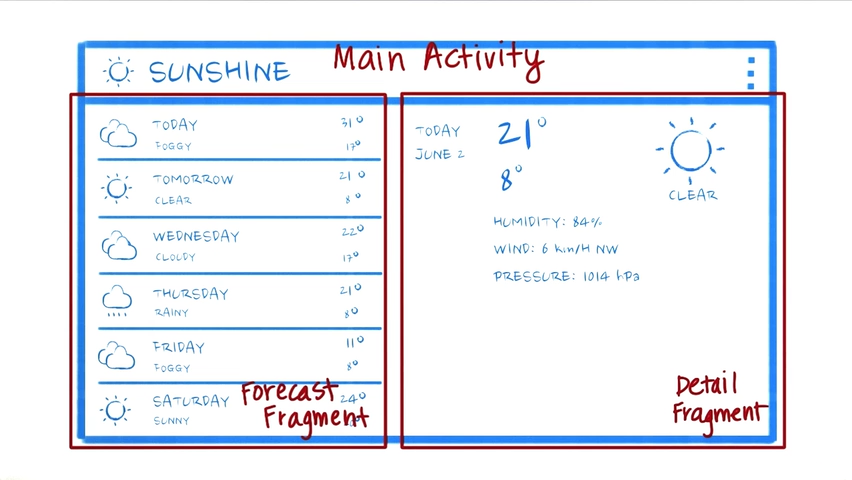 Main Activity
SUNSHINE
TODAY 31°
FOGGY 17°
TOMORROW 21°
CLEAR 8°
WEDNESDAY 22°
CLOUDY 17°
THURSDAY 21°
RAINY 8°
FRIDAY 11°
FOGGY 8°
SATURDAY 24°
SUNNY
Forecast
Fragment
TODAY
JUNE 2
21°
8°
CLEAR
HUMIDITY: 84%
WIND: 6 km/H NW
PRESSURE: 1014 hPa
Detail
Fragment